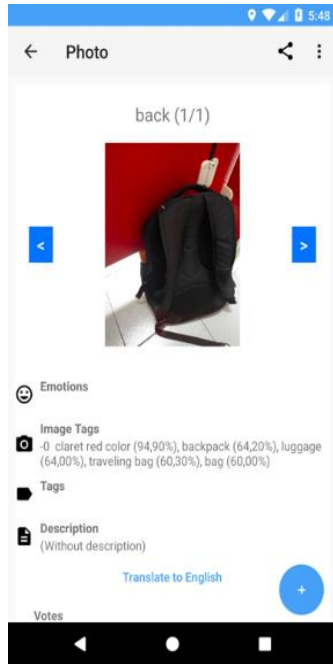 5:48
Photo
back (1/1)
<
>
Emotions
Image Tags
-0 claret red color (94,90%), backpack (64,20%), luggage
(64,00%), traveling bag (60,30%), bag (60,00%)
Tags
Description
(Without description)
Translate to English
+
Votes